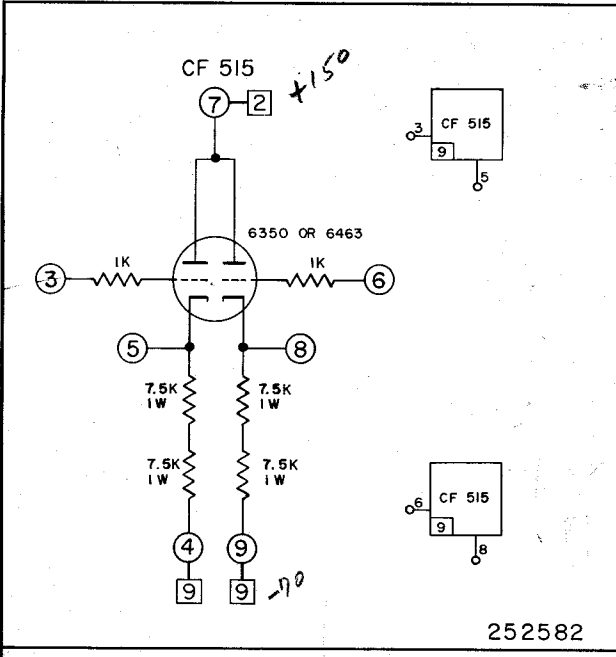 CF 515
7 2 +150
3 CF 515
9
5
6350 OR 6463
1K 1K
3 6
5 8
7.5K 7.5K
1W 1W
7.5K 7.5K
1W 1W
6 CF 515
9
8
4 9
9 9 -70
252582